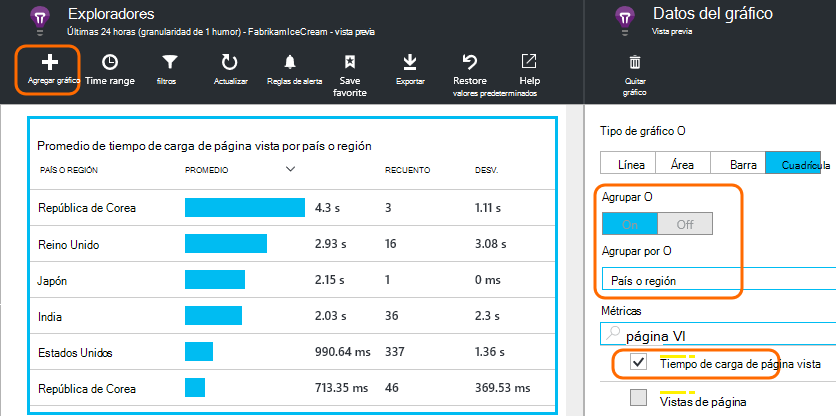 Exploradores
Últimas 24 horas (granularidad de 1 humor) - FabrikamIceCream - vista previa
Agregar gráfico
Time range
filtros
Actualizar
Reglas de alerta
Save
favorite
Exportar
Restore
valores predeterminados
Help
Promedio de tiempo de carga de página vista por país o región
PAÍS O REGIÓN PROMEDIO RECUENTO DESV.
República de Corea 4.3 s 3 1.11 s
Reino Unido 2.93 s 16 3.08 s
Japón 2.15 s 1 0 ms
India 2.03 s 36 2.3 s
Estados Unidos 990.64 ms 337 1.36 s
República de Corea 713.35 ms 46 369.53 ms
Datos del gráfico
Vista previa
Quitar
gráfico
Tipo de gráfico O
Línea Área Barra Cuadrícula
Agrupar O
On Off
Agrupar por O
País o región
Métricas
página VI
Tiempo de carga de página vista
Vistas de página